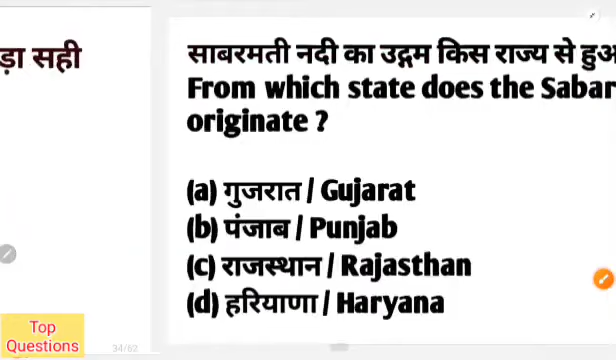 ड़ा सही
साबरमती नदी का उद्गम किस राज्य से हुआ
From which state does the Sabar
originate ?
(a) गुजरात / Gujarat
(b) पंजाब / Punjab
(c) राजस्थान / Rajasthan
(d) हरियाणा / Haryana
Top
Questions
34/62